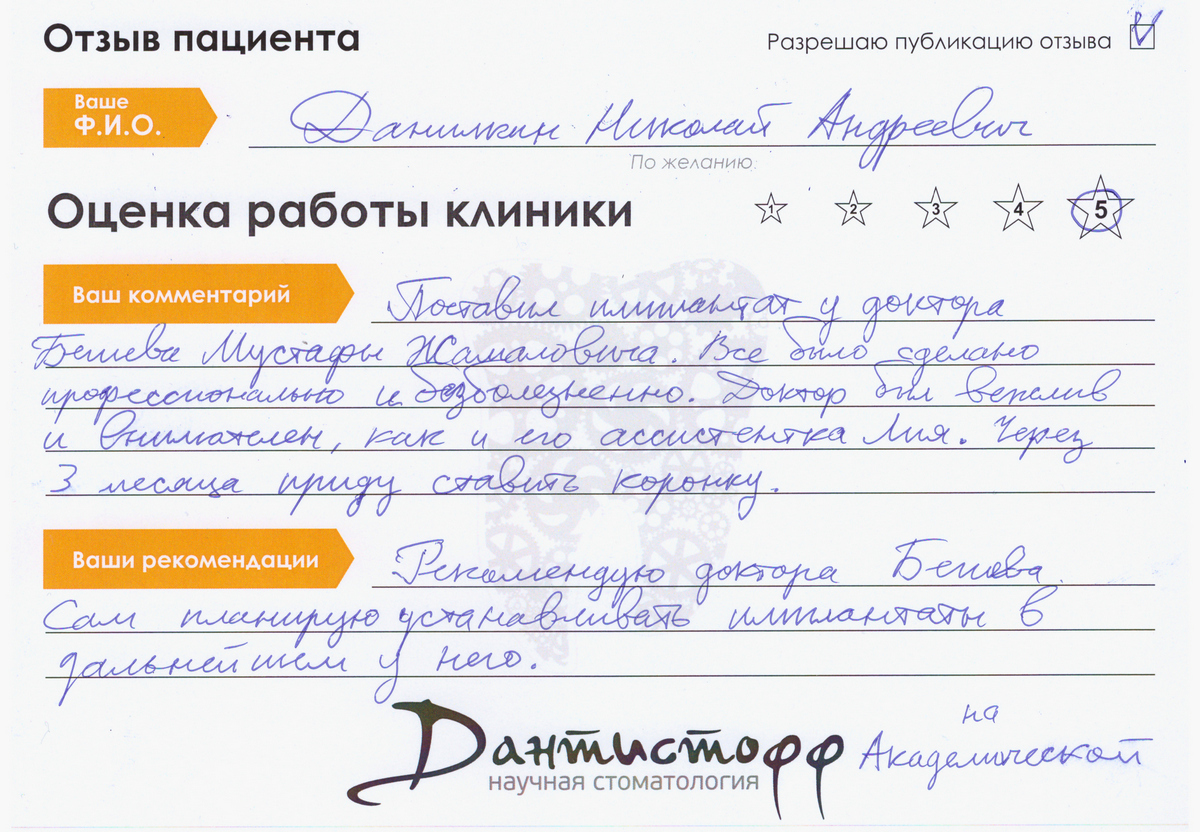 Отзыв пациента
Разрешаю публикацию отзыва
Ваше
Ф.И.О.
Данилкин Николай Андреевич
По желанию
Оценка работы клиники
1 2 3 4 5
Ваш комментарий
Поставил имплантат у доктора
Бешева Мустафы Жамаловича. Все было сделано
профессионально и безболезненно. Доктор был вежлив
и внимателен, как и его ассистентка Лия. Через
3 месяца приду ставить коронку.
Ваши рекомендации
Рекомендую доктора Бешева.
Сам планирую устанавливать имплантаты в
дальнейшем у него.
Дантистофф
научная стоматология
на
Академической